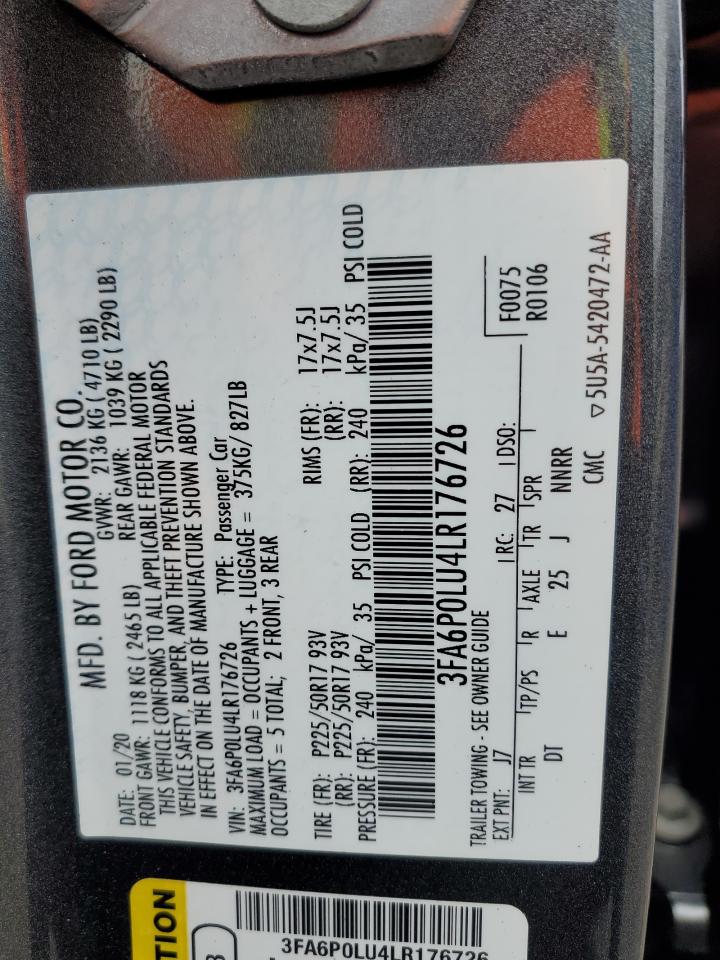 MFD. BY FORD MOTOR CO.
DATE: 01/20 GVWR: 2136 KG ( 4710 LB)
FRONT GAWR: 1118 KG ( 2465 LB) REAR GAWR: 1039 KG ( 2290 LB)
THIS VEHICLE CONFORMS TO ALL APPLICABLE FEDERAL MOTOR
VEHICLE SAFETY, BUMPER, AND THEFT PREVENTION STANDARDS
IN EFFECT ON THE DATE OF MANUFACTURE SHOWN ABOVE.
VIN: 3FA6P0LU4LR176726 TYPE: Passenger Car
MAXIMUM LOAD = OCCUPANTS + LUGGAGE = 375KG/ 827LB
OCCUPANTS = 5 TOTAL; 2 FRONT, 3 REAR
TIRE (FR): P225/50R17 93V RIMS (FR): 17x7.5J
(RR): P225/50R17 93V (RR): 17x7.5J
PRESSURE (FR): 240 kPa/ 35 PSI COLD (RR): 240 kPa/ 35 PSI COLD
3FA6P0LU4LR176726
TRAILER TOWING - SEE OWNER GUIDE
EXT PNT: J7 RC: 27 DSO: F0075
R0106
INT TR TP/PS R AXLE TR SPR
DT E 25 J NNRR
CMC ▽5U5A-5420472-AA
TION
3FA6P0LU4LR176726